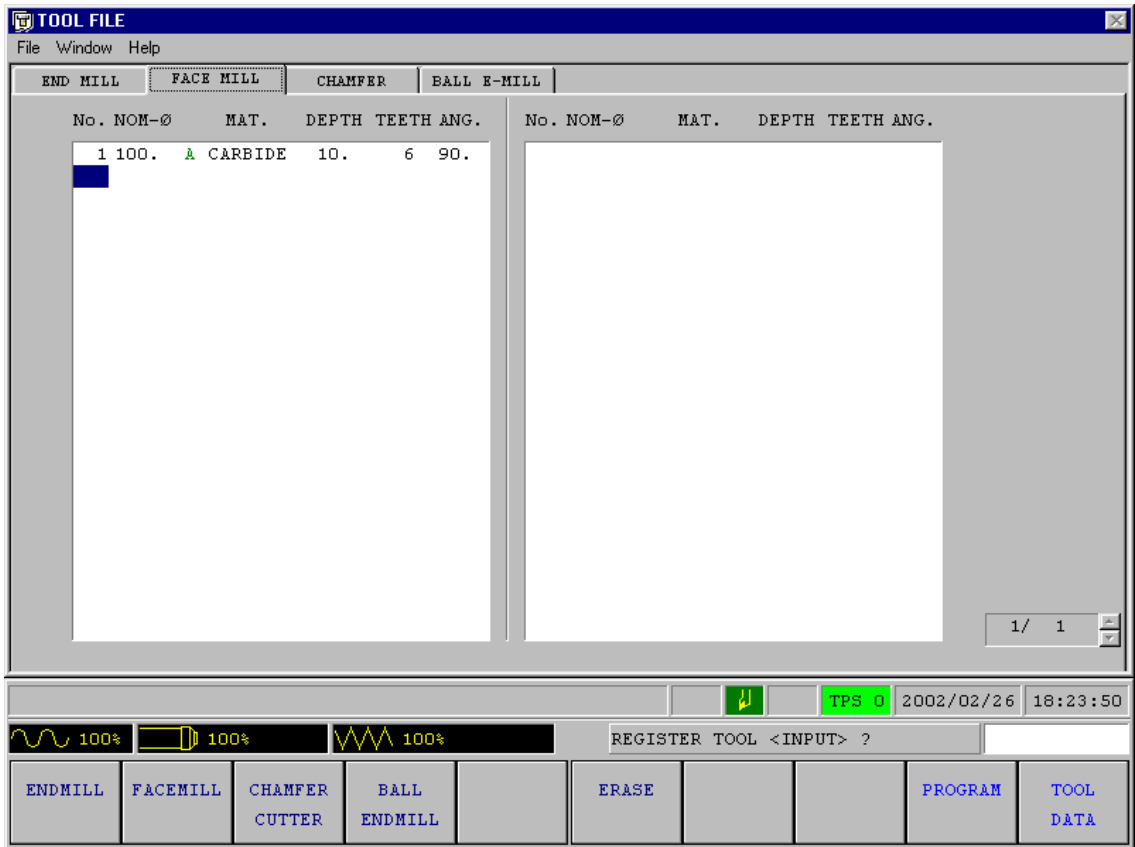 TOOL FILE
File Window Help
END MILL FACE MILL CHAMFER BALL E-MILL
No. NOM-Ø MAT. DEPTH TEETH ANG. No. NOM-Ø MAT. DEPTH TEETH ANG.
1 100. A CARBIDE 10. 6 90.
1/ 1
TPS 0 2002/02/26 18:23:50
100% 100% 100% REGISTER TOOL <INPUT> ?
ENDMILL FACEMILL CHAMFER BALL ERASE PROGRAM TOOL
CUTTER ENDMILL DATA